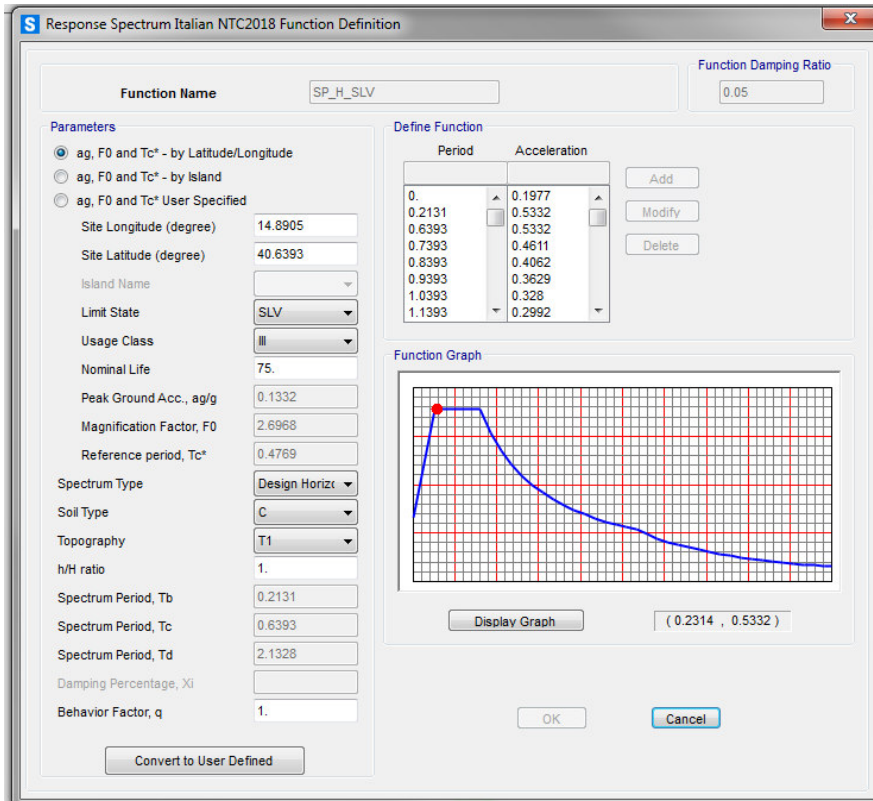 Response Spectrum Italian NTC2018 Function Definition
Function Name
SP_H_SLV
Function Damping Ratio
0.05
Parameters
ag, F0 and Tc* - by Latitude/Longitude
ag, F0 and Tc* - by Island
ag, F0 and Tc* User Specified
Site Longitude (degree) 14.8905
Site Latitude (degree) 40.6393
Island Name
Limit State SLV
Usage Class III
Nominal Life 75.
Peak Ground Acc., ag/g 0.1332
Magnification Factor, F0 2.6968
Reference period, Tc* 0.4769
Spectrum Type Design Horizo
Soil Type C
Topography T1
h/H ratio 1.
Spectrum Period, Tb 0.2131
Spectrum Period, Tc 0.6393
Spectrum Period, Td 2.1328
Damping Percentage, Xi
Behavior Factor, q 1.
Convert to User Defined
Define Function
Period Acceleration
0. 0.1977
0.2131 0.5332
0.6393 0.5332
0.7393 0.4611
0.8393 0.4062
0.9393 0.3629
1.0393 0.328
1.1393 0.2992
Add
Modify
Delete
Function Graph
Display Graph
( 0.2314 , 0.5332 )
OK
Cancel